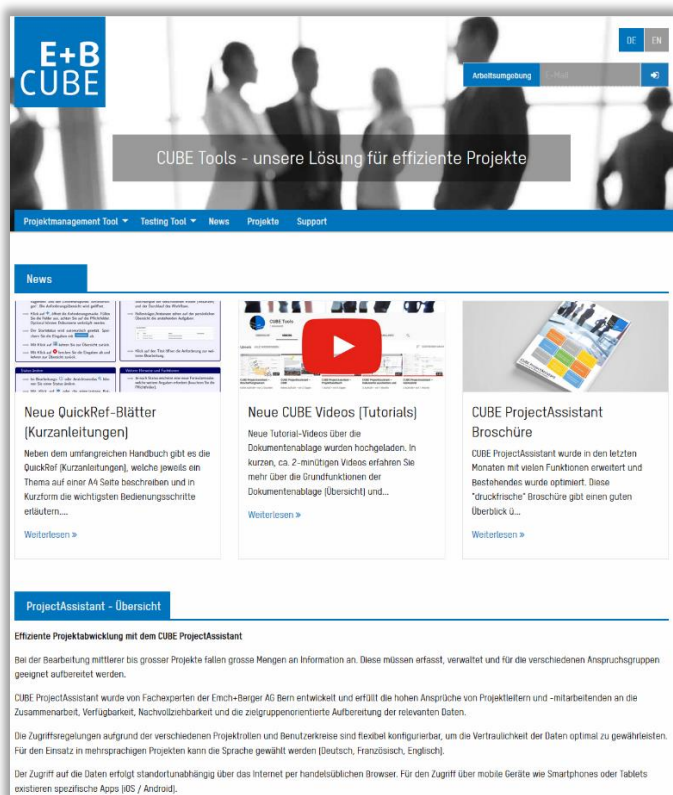 E+B
CUBE
DE EN
Arbeitsumgebung E-Mail
CUBE Tools - unsere Lösung für effiziente Projekte
Projektmanagement Tool Testing Tool News Projekte Support
News
Neue QuickRef-Blätter
(Kurzanleitungen)
Neben dem umfangreichen Handbuch gibt es die
QuickRef (Kurzanleitungen), welche jeweils ein
Thema auf einer A4 Seite beschreiben und in
Kurzform die wichtigsten Bedienungsschritte
erläutern....
Weiterlesen »
CUBE Tools
Neue CUBE Videos (Tutorials)
Neue Tutorial-Videos über die
Dokumentenablage wurden hochgeladen. In
kurzen, ca. 2-minütigen Videos erfahren Sie
mehr über die Grundfunktionen der
Dokumentenablage (Übersicht) und...
Weiterlesen »
CUBE ProjectAssistant
Broschüre
CUBE ProjectAssistant wurde in den letzten
Monaten mit vielen Funktionen erweitert und
Bestehendes wurde optimiert. Diese
"druckfrische" Broschüre gibt einen guten
Überblick ü...
Weiterlesen »
ProjectAssistant - Übersicht
Effiziente Projektabwicklung mit dem CUBE ProjectAssistant
Bei der Bearbeitung mittlerer bis grosser Projekte fallen grosse Mengen an Information an. Diese müssen erfasst, verwaltet und für die verschiedenen Anspruchsgruppen
geeignet aufbereitet werden.
CUBE ProjectAssistant wurde von Fachexperten der Emch+Berger AG Bern entwickelt und erfüllt die hohen Ansprüche von Projektleitern und -mitarbeitenden an die
Zusammenarbeit, Verfügbarkeit, Nachvollziehbarkeit und die zielgruppenorientierte Aufbereitung der relevanten Daten.
Die Zugriffsregelungen aufgrund der verschiedenen Projektrollen und Benutzerkreise sind flexibel konfigurierbar, um die Vertraulichkeit der Daten optimal zu gewährleisten.
Für den Einsatz in mehrsprachigen Projekten kann die Sprache gewählt werden (Deutsch, Französisch, Englisch).
Der Zugriff auf die Daten erfolgt standortunabhängig über das Internet per handelsüblichen Browser. Für den Zugriff über mobile Geräte wie Smartphones oder Tablets
existieren spezifische Apps (iOS / Android).